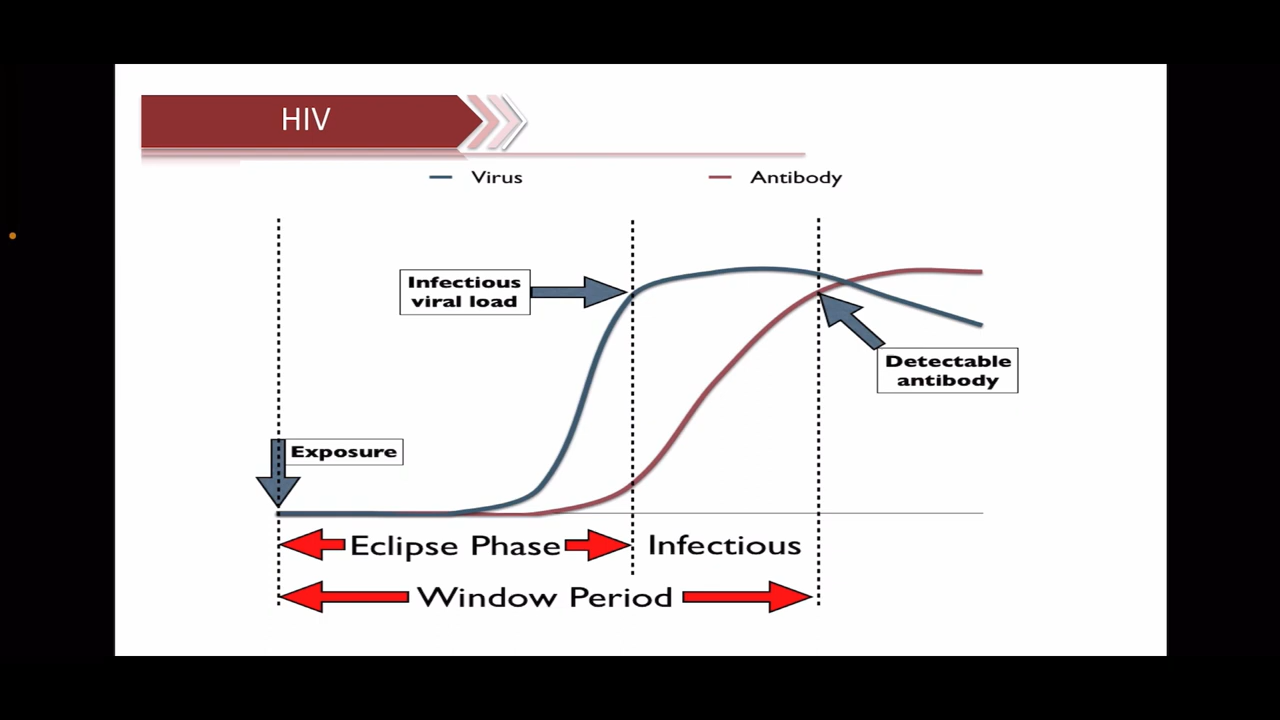 HIV
Virus
Antibody
Infectious
viral load
Detectable
antibody
Exposure
Eclipse Phase
Infectious
Window Period